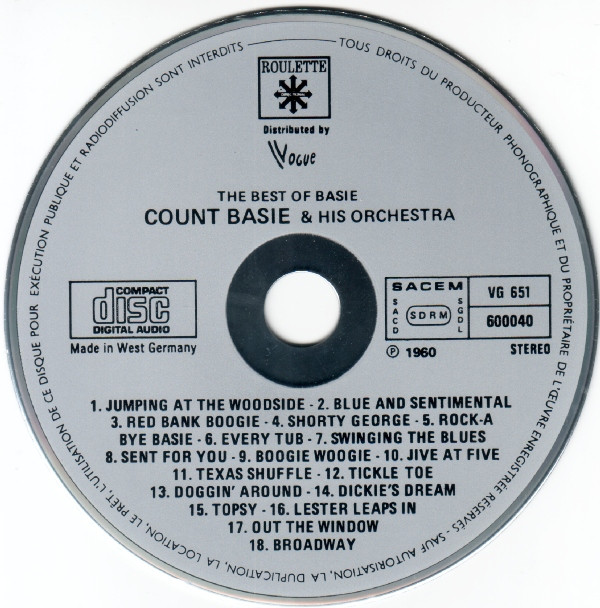 TOUS DROITS DU PRODUCTEUR PHONOGRAPHIQUE ET DU PROPRIÉTAIRE DE L'ŒUVRE ENREGISTRÉE RÉSERVÉS - SAUF AUTORISATION, LA DUPLICATION, LA LOCATION, LE PRÊT, L'UTILISATION DE CE DISQUE POUR EXÉCUTION PUBLIQUE ET RADIODIFFUSION SONT INTERDITS
ROULETTE
Distributed by
Vogue
THE BEST OF BASIE
COUNT BASIE & HIS ORCHESTRA
COMPACT
disc
DIGITAL AUDIO
Made in West Germany
SACEM
SACD
SDRM
SGDL
VG 651
600040
℗ 1960
STEREO
1. JUMPING AT THE WOODSIDE - 2. BLUE AND SENTIMENTAL
3. RED BANK BOOGIE - 4. SHORTY GEORGE - 5. ROCK-A
BYE BASIE - 6. EVERY TUB - 7. SWINGING THE BLUES
8. SENT FOR YOU - 9. BOOGIE WOOGIE - 10. JIVE AT FIVE
11. TEXAS SHUFFLE - 12. TICKLE TOE
13. DOGGIN' AROUND - 14. DICKIE'S DREAM
15. TOPSY - 16. LESTER LEAPS IN
17. OUT THE WINDOW
18. BROADWAY